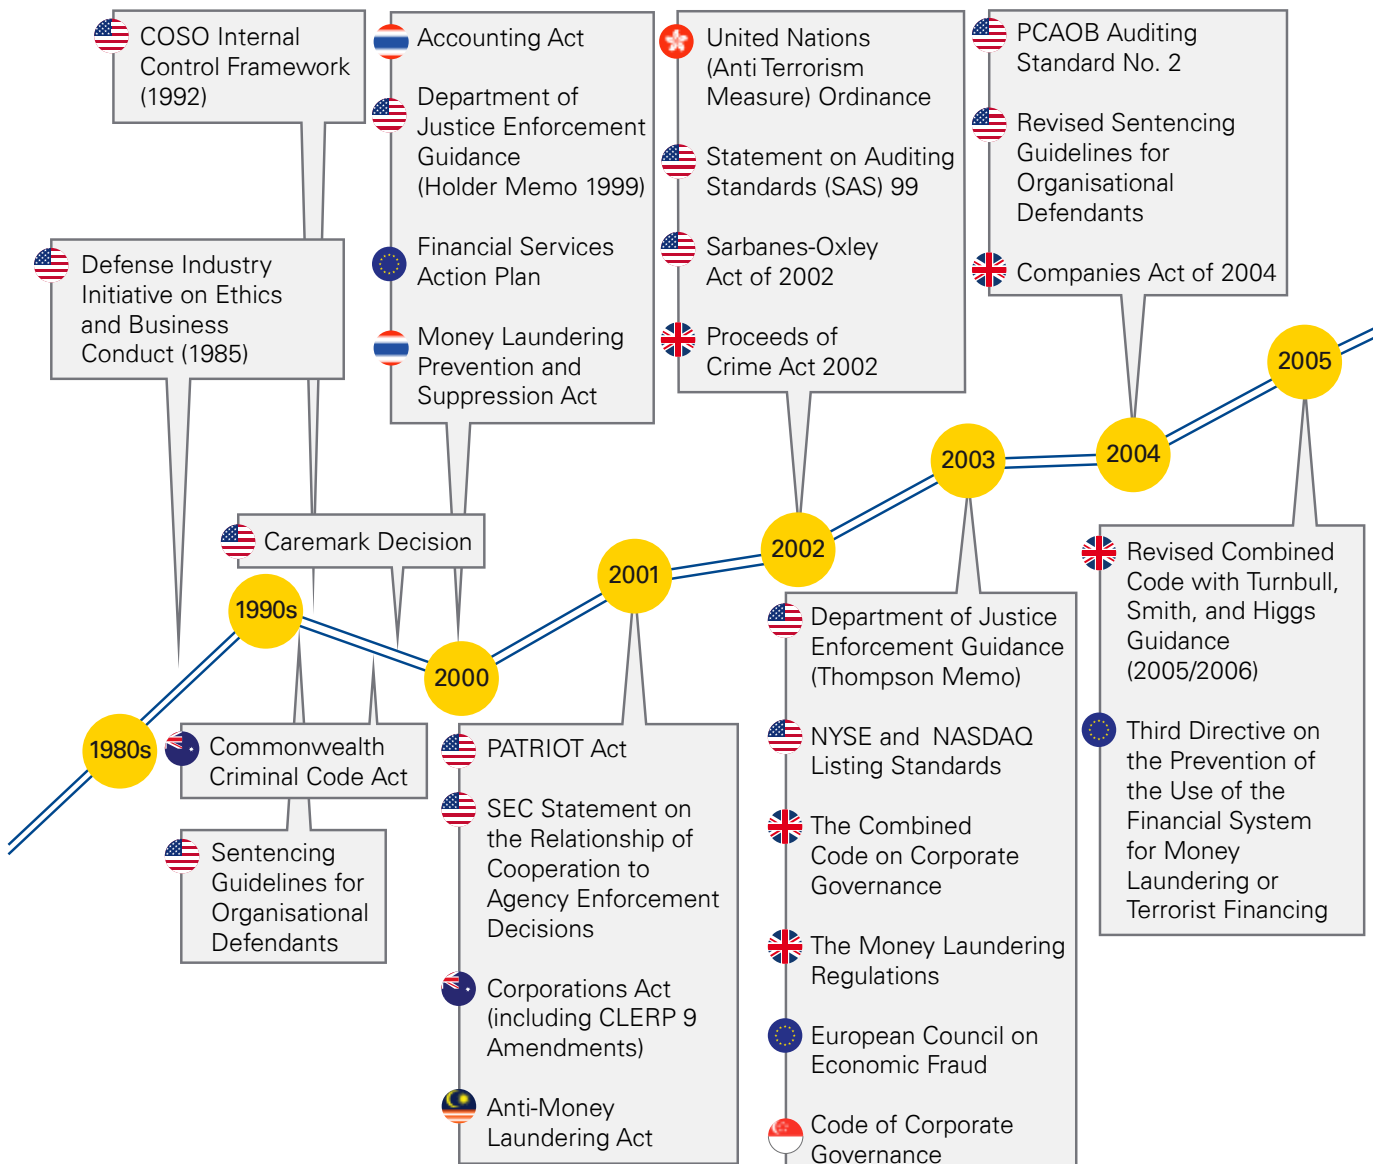 COSO Internal
Control Framework
(1992)
Accounting Act
Department of
Justice Enforcement
Guidance
(Holder Memo 1999)
Financial Services
Action Plan
Money Laundering
Prevention and
Suppression Act
United Nations
(Anti Terrorism
Measure) Ordinance
Statement on Auditing
Standards (SAS) 99
Sarbanes-Oxley
Act of 2002
Proceeds of
Crime Act 2002
PCAOB Auditing
Standard No. 2
Revised Sentencing
Guidelines for
Organisational
Defendants
Companies Act of 2004
Defense Industry
Initiative on Ethics
and Business
Conduct (1985)
Caremark Decision
1980s
1990s
2000
2001
2002
2003
2004
2005
Commonwealth
Criminal Code Act
Sentencing
Guidelines for
Organisational
Defendants
PATRIOT Act
SEC Statement on
the Relationship of
Cooperation to
Agency Enforcement
Decisions
Corporations Act
(including CLERP 9
Amendments)
Anti-Money
Laundering Act
Department of Justice
Enforcement Guidance
(Thompson Memo)
NYSE and NASDAQ
Listing Standards
The Combined
Code on Corporate
Governance
The Money Laundering
Regulations
European Council on
Economic Fraud
Code of Corporate
Governance
Revised Combined
Code with Turnbull,
Smith, and Higgs
Guidance
(2005/2006)
Third Directive on
the Prevention of
the Use of the
Financial System
for Money
Laundering or
Terrorist Financing